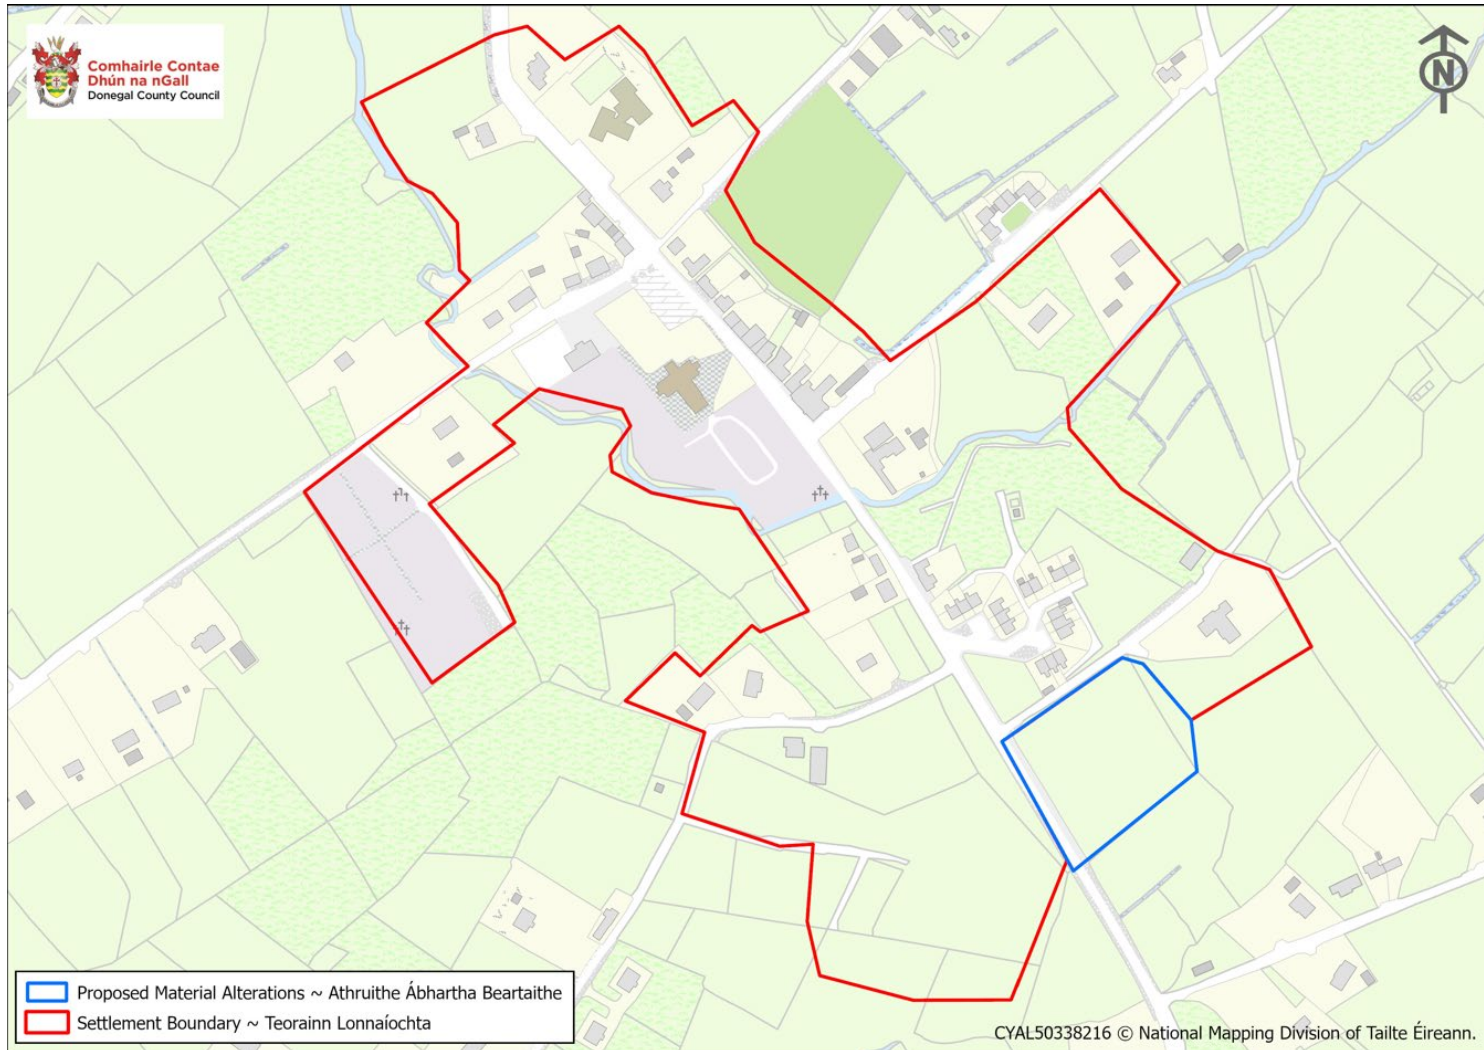 Comhairle Contae
Dhún na nGall
Donegal County Council
N
Proposed Material Alterations ~ Athruithe Ábhartha Beartaithe
Settlement Boundary ~ Teorainn Lonnaíochta
CYAL50338216 © National Mapping Division of Tailte Éireann.